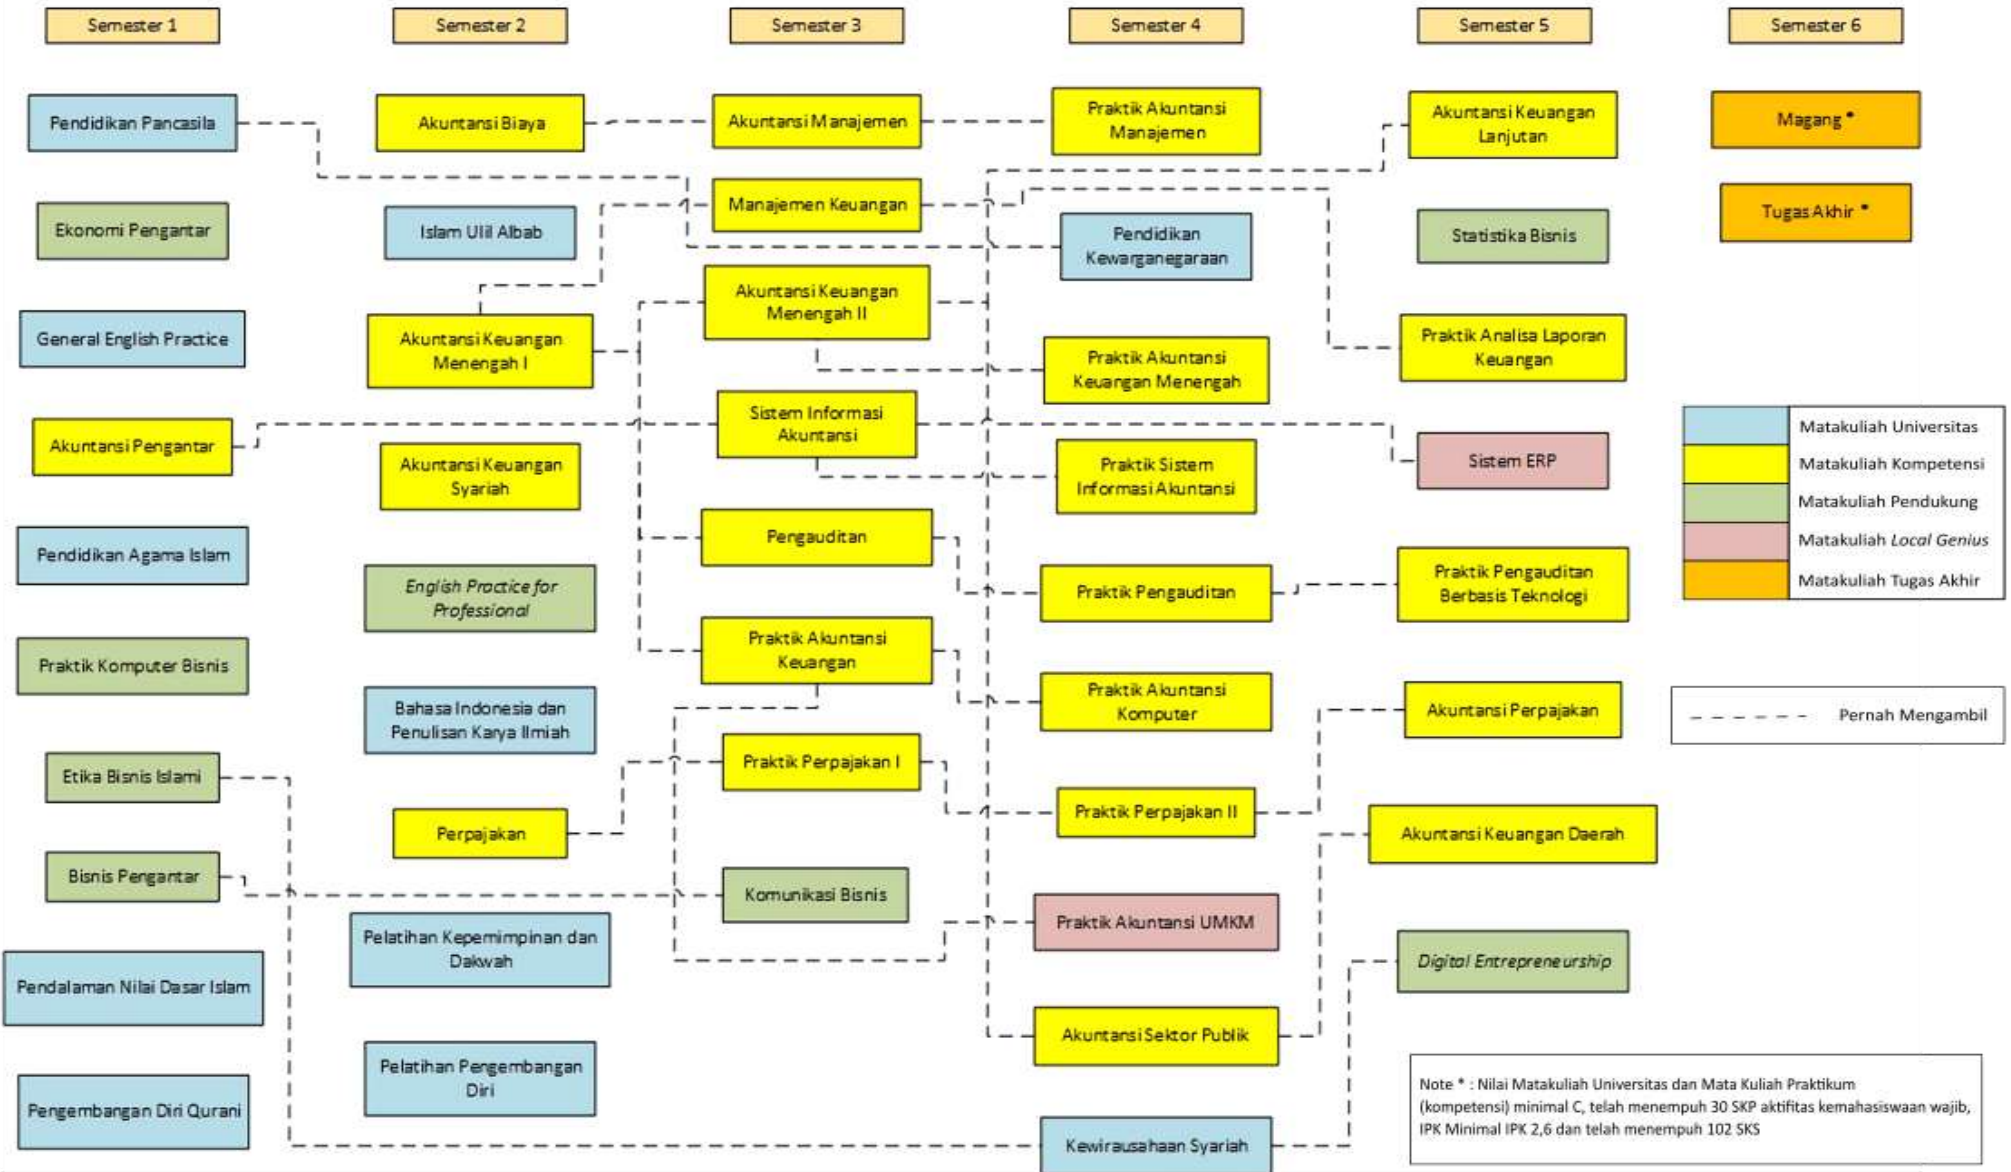 Semester 1
Semester 2
Semester 3
Semester 4
Semester 5
Semester 6
Pendidikan Pancasila
Ekonomi Pengantar
General English Practice
Akuntansi Pengantar
Pendidikan Agama Islam
Praktik Komputer Bisnis
Etika Bisnis Islami
Bisnis Pengantar
Pendalaman Nilai Dasar Islam
Pengembangan Diri Qurani
Akuntansi Biaya
Islam Ulil Albab
Akuntansi Keuangan
Menengah I
Akuntansi Keuangan
Syariah
English Practice for
Professional
Bahasa Indonesia dan
Penulisan Karya Ilmiah
Perpajakan
Pelatihan Kepemimpinan dan
Dakwah
Pelatihan Pengembangan
Diri
Akuntansi Manajemen
Manajemen Keuangan
Akuntansi Keuangan
Menengah II
Sistem Informasi
Akuntansi
Pengauditan
Praktik Akuntansi
Keuangan
Praktik Perpajakan I
Komunikasi Bisnis
Praktik Akuntansi
Manajemen
Pendidikan
Kewarganegaraan
Praktik Akuntansi
Keuangan Menengah
Praktik Sistem
Informasi Akuntansi
Praktik Pengauditan
Praktik Akuntansi
Komputer
Praktik Perpajakan II
Praktik Akuntansi UMKM
Akuntansi Sektor Publik
Kewirausahaan Syariah
Akuntansi Keuangan
Lanjutan
Statistika Bisnis
Praktik Analisa Laporan
Keuangan
Sistem ERP
Praktik Pengauditan
Berbasis Teknologi
Akuntansi Perpajakan
Akuntansi Keuangan Daerah
Digital Entrepreneurship
Magang *
Tugas Akhir *
Matakuliah Universitas
Matakuliah Kompetensi
Matakuliah Pendukung
Matakuliah Local Genius
Matakuliah Tugas Akhir
Pernah Mengambil
Note * : Nilai Matakuliah Universitas dan Mata Kuliah Praktikum
(kompetensi) minimal C, telah menempuh 30 SKP aktifitas kemahasiswaan wajib,
IPK Minimal IPK 2,6 dan telah menempuh 102 SKS